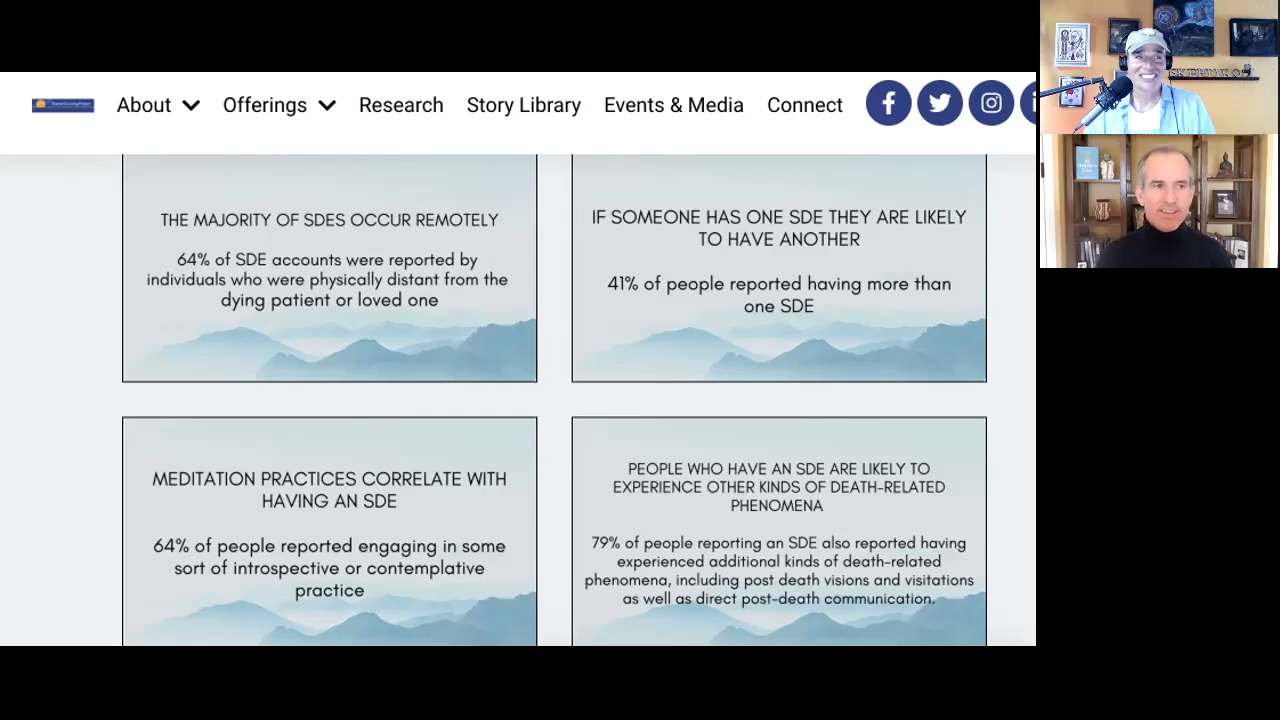 About
Offerings
Research
Story Library
Events & Media
Connect
THE MAJORITY OF SDES OCCUR REMOTELY
64% of SDE accounts were reported by
individuals who were physically distant from the
dying patient or loved one
IF SOMEONE HAS ONE SDE THEY ARE LIKELY
TO HAVE ANOTHER
41% of people reported having more than
one SDE
MEDITATION PRACTICES CORRELATE WITH
HAVING AN SDE
64% of people reported engaging in some
sort of introspective or contemplative
practice
PEOPLE WHO HAVE AN SDE ARE LIKELY TO
EXPERIENCE OTHER KINDS OF DEATH-RELATED
PHENOMENA
79% of people reporting an SDE also reported having
experienced additional kinds of death-related
phenomena, including post death visions and visitations
as well as direct post-death communication.